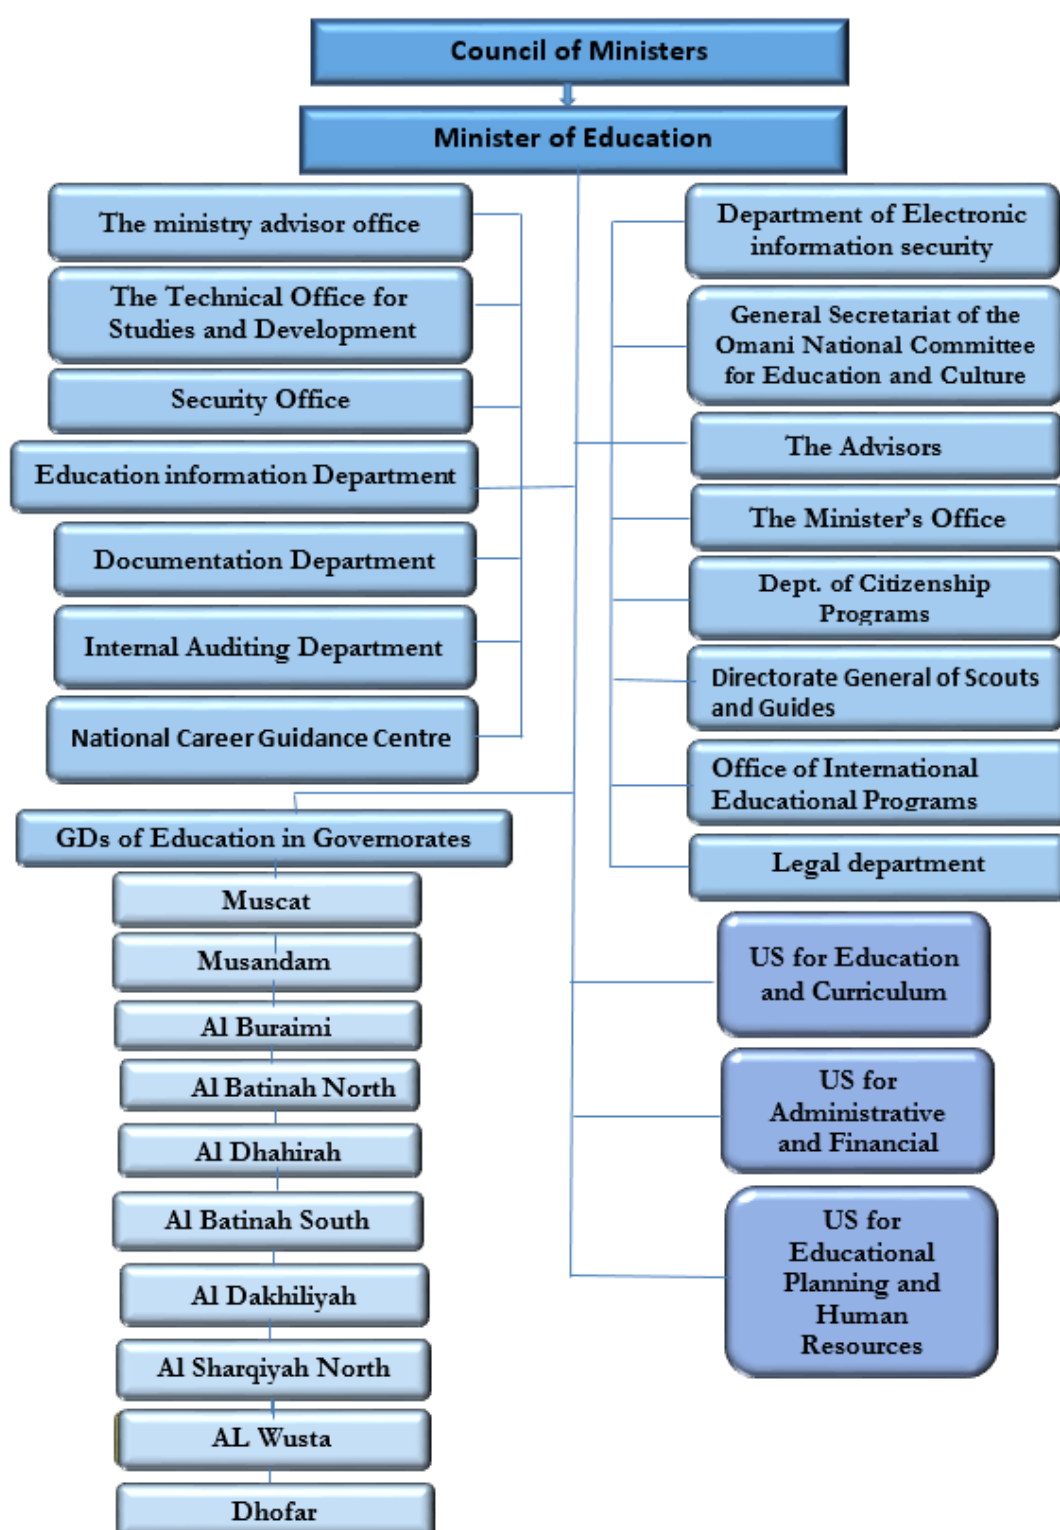 Council of Ministers
Minister of Education
The ministry advisor office
The Technical Office for
Studies and Development
Security Office
Education information Department
Documentation Department
Internal Auditing Department
National Career Guidance Centre
Department of Electronic
information security
General Secretariat of the
Omani National Committee
for Education and Culture
The Advisors
The Minister’s Office
Dept. of Citizenship
Programs
Directorate General of Scouts
and Guides
Office of International
Educational Programs
Legal department
GDs of Education in Governorates
Muscat
Musandam
Al Buraimi
Al Batinah North
Al Dhahirah
Al Batinah South
Al Dakhiliyah
Al Sharqiyah North
AL Wusta
Dhofar
US for Education
and Curriculum
US for
Administrative
and Financial
US for
Educational
Planning and
Human
Resources